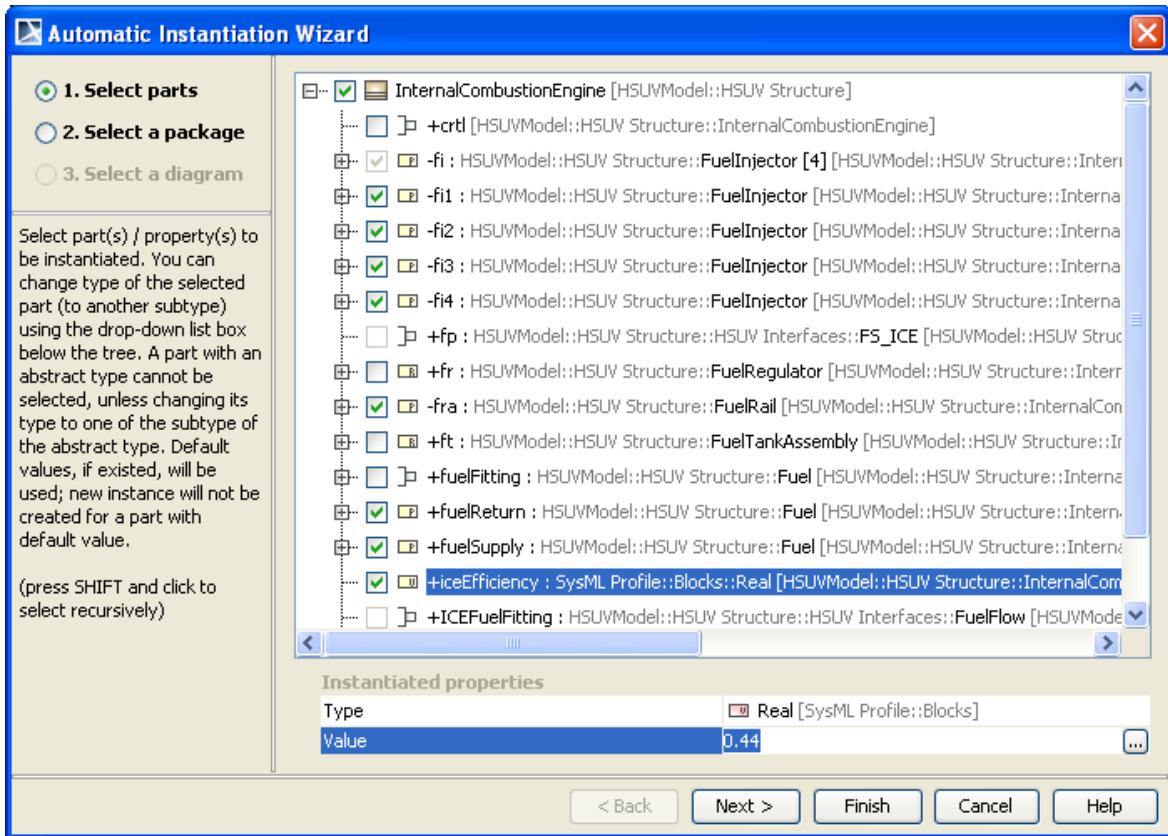 Automatic Instantiation Wizard
1. Select parts
2. Select a package
3. Select a diagram
Select part(s) / property(s) to
be instantiated. You can
change type of the selected
part (to another subtype)
using the drop-down list box
below the tree. A part with an
abstract type cannot be
selected, unless changing its
type to one of the subtype of
the abstract type. Default
values, if existed, will be
used; new instance will not be
created for a part with
default value.
(press SHIFT and click to
select recursively)
InternalCombustionEngine [HSUVModel::HSUV Structure]
+crtl [HSUVModel::HSUV Structure::InternalCombustionEngine]
-fi : HSUVModel::HSUV Structure::FuelInjector [4] [HSUVModel::HSUV Structure::Intern
-fi1 : HSUVModel::HSUV Structure::FuelInjector [HSUVModel::HSUV Structure::Interna
-fi2 : HSUVModel::HSUV Structure::FuelInjector [HSUVModel::HSUV Structure::Interna
-fi3 : HSUVModel::HSUV Structure::FuelInjector [HSUVModel::HSUV Structure::Interna
-fi4 : HSUVModel::HSUV Structure::FuelInjector [HSUVModel::HSUV Structure::Interna
+fp : HSUVModel::HSUV Structure::HSUV Interfaces::FS_ICE [HSUVModel::HSUV Struc
+fr : HSUVModel::HSUV Structure::FuelRegulator [HSUVModel::HSUV Structure::Intern
-fra : HSUVModel::HSUV Structure::FuelRail [HSUVModel::HSUV Structure::InternalCon
+ft : HSUVModel::HSUV Structure::FuelTankAssembly [HSUVModel::HSUV Structure::Ir
+fuelFitting : HSUVModel::HSUV Structure::Fuel [HSUVModel::HSUV Structure::Interna
+fuelReturn : HSUVModel::HSUV Structure::Fuel [HSUVModel::HSUV Structure::Intern
+fuelSupply : HSUVModel::HSUV Structure::Fuel [HSUVModel::HSUV Structure::Interna
+iceEfficiency : SysML Profile::Blocks::Real [HSUVModel::HSUV Structure::InternalCom
+ICEFuelFitting : HSUVModel::HSUV Structure::HSUV Interfaces::FuelFlow [HSUVMode
Instantiated properties
Type Real [SysML Profile::Blocks]
Value 0.44 ...
< Back Next > Finish Cancel Help